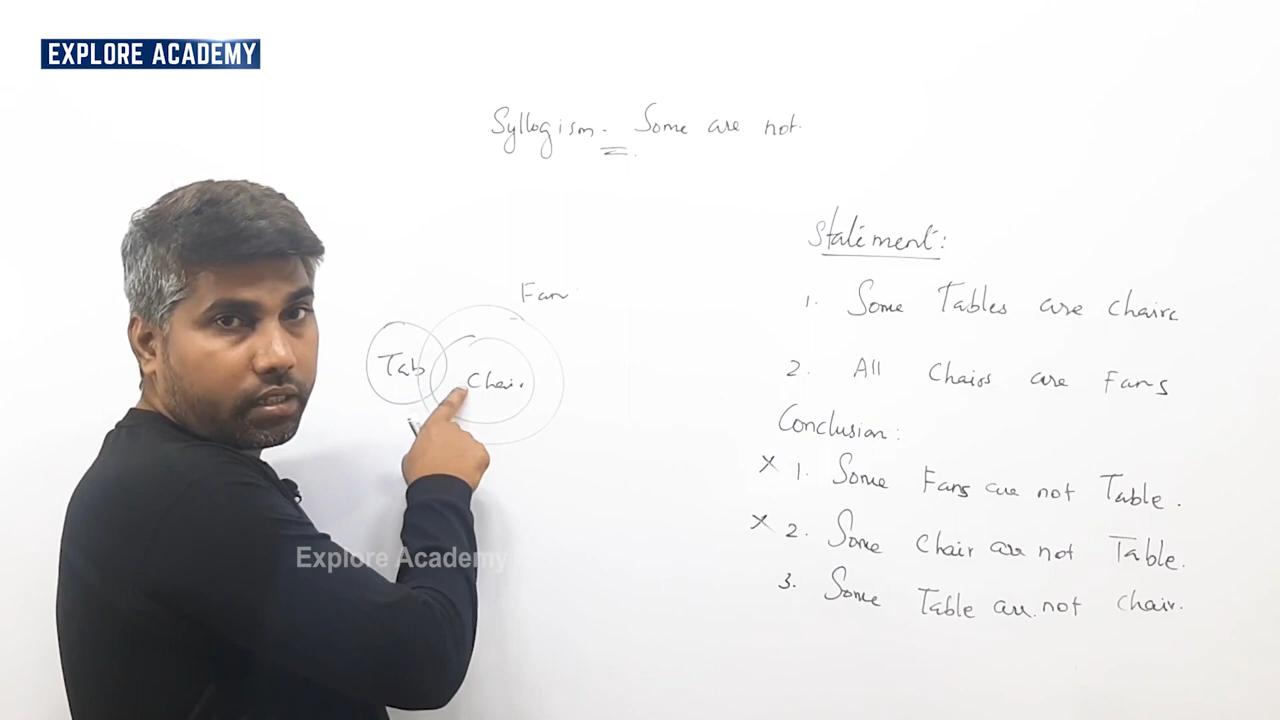 EXPLORE ACADEMY
Syllogism. Some are not.
Statement:
1. Some Tables are Chairc
2. All Chairs are Fans
Conclusion:
x 1. Some Fans are not Table.
x 2. Some Chair are not Table.
3. Some Table are not chair.
Fan
Tab
Chair
Explore Academy